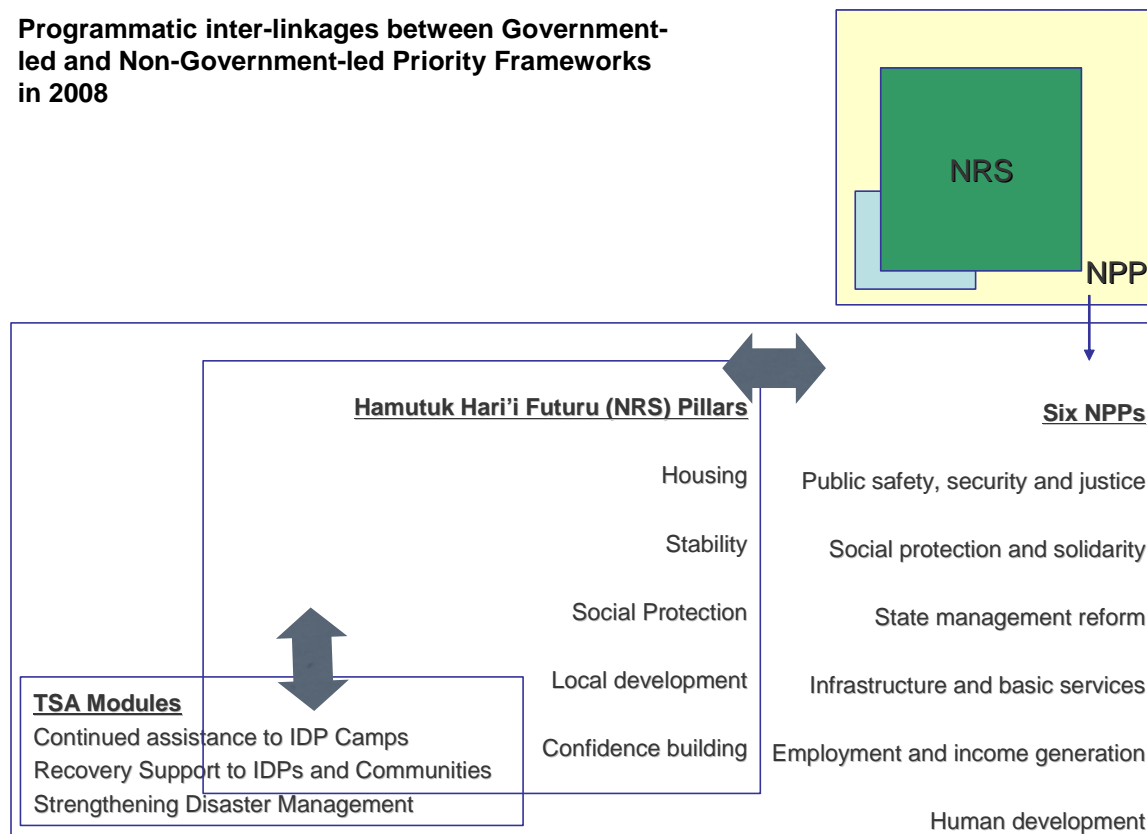 Programmatic inter-linkages between Government-
led and Non-Government-led Priority Frameworks
in 2008
NRS
NPP
Hamutuk Hari'i Futuru (NRS) Pillars
Housing
Stability
Social Protection
Local development
Confidence building
Six NPPs
Public safety, security and justice
Social protection and solidarity
State management reform
Infrastructure and basic services
Employment and income generation
Human development
TSA Modules
Continued assistance to IDP Camps
Recovery Support to IDPs and Communities
Strengthening Disaster Management